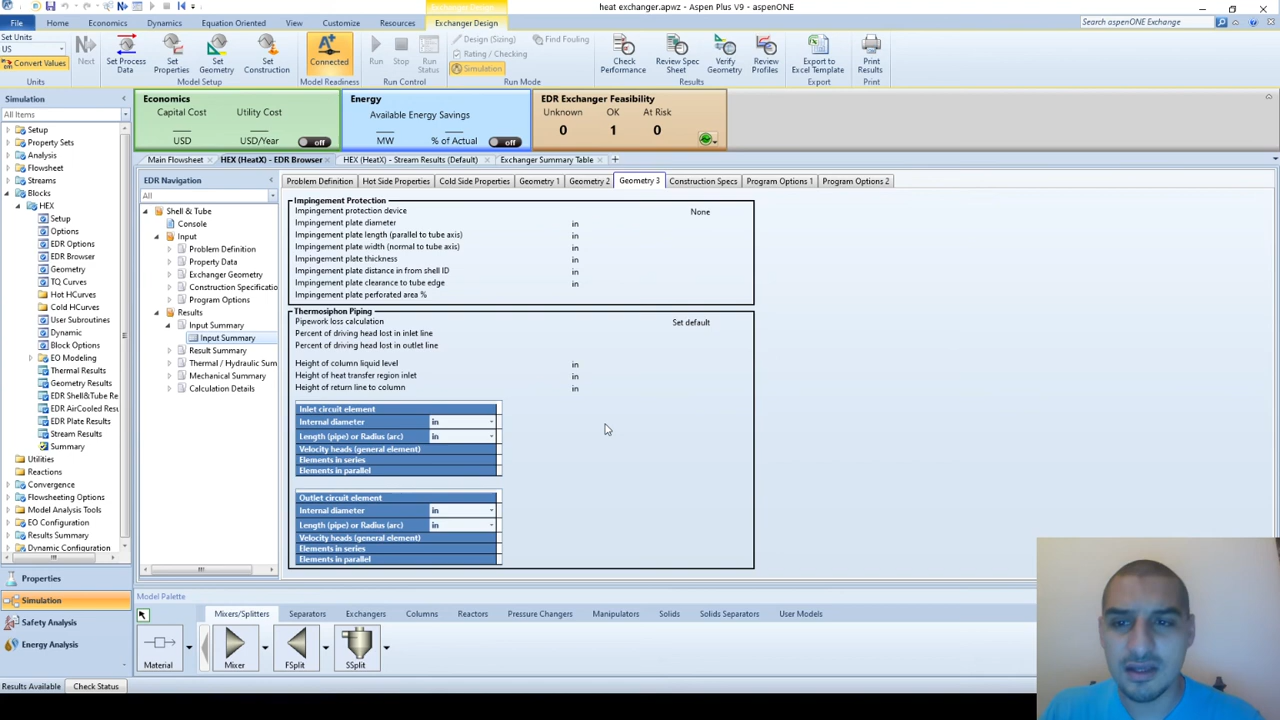 heat exchanger.apwz - Aspen Plus V9 - aspenONE
Exchanger Design
File Home Economics Dynamics Equation Oriented View Customize Resources Exchanger Design Search aspenONE Exchange
Set Units
US
Convert Values
Next
Units
Set Process Data
Set Properties
Set Geometry
Set Construction
Model Setup
Connected
Model Readiness
Run
Stop
Run Status
Run Control
Design (Sizing)
Find Fouling
Rating / Checking
Simulation
Run Mode
Check Performance
Review Spec Sheet
Verify Geometry
Review Profiles
Results
Export to Excel Template
Export
Print Results
Print
Simulation
All Items
Economics
Capital Cost Utility Cost
USD USD/Year off
Energy
Available Energy Savings
MW % of Actual off
EDR Exchanger Feasibility
Unknown OK At Risk
0 1 0
Main Flowsheet HEX (HeatX) - EDR Browser HEX (HeatX) - Stream Results (Default) Exchanger Summary Table
Setup
Property Sets
Analysis
Flowsheet
Streams
Blocks
HEX
Setup
Options
EDR Options
EDR Browser
Geometry
TQ Curves
Hot HCurves
Cold HCurves
User Subroutines
Dynamic
Block Options
EO Modeling
Thermal Results
Geometry Results
EDR Shell&Tube Re
EDR AirCooled Resu
EDR Plate Results
Stream Results
Summary
Utilities
Reactions
Convergence
Flowsheeting Options
Model Analysis Tools
EO Configuration
Results Summary
Dynamic Configuration
Properties
Simulation
Safety Analysis
Energy Analysis
EDR Navigation
All
Shell & Tube
Console
Input
Problem Definition
Property Data
Exchanger Geometry
Construction Specificatio
Program Options
Results
Input Summary
Input Summary
Result Summary
Thermal / Hydraulic Sum
Mechanical Summary
Calculation Details
Problem Definition Hot Side Properties Cold Side Properties Geometry 1 Geometry 2 Geometry 3 Construction Specs Program Options 1 Program Options 2
Impingement Protection
Impingement protection device None
Impingement plate diameter in
Impingement plate length (parallel to tube axis) in
Impingement plate width (normal to tube axis) in
Impingement plate thickness in
Impingement plate distance in from shell ID in
Impingement plate clearance to tube edge in
Impingement plate perforated area %
Thermosiphon Piping
Pipework loss calculation Set default
Percent of driving head lost in inlet line
Percent of driving head lost in outlet line
Height of column liquid level in
Height of heat transfer region inlet in
Height of return line to column in
Inlet circuit element
Internal diameter in
Length (pipe) or Radius (arc) in
Velocity heads (general element)
Elements in series
Elements in parallel
Outlet circuit element
Internal diameter in
Length (pipe) or Radius (arc) in
Velocity heads (general element)
Elements in series
Elements in parallel
Model Palette
Mixers/Splitters Separators Exchangers Columns Reactors Pressure Changers Manipulators Solids Solids Separators User Models
Material Mixer FSplit SSplit
Results Available Check Status